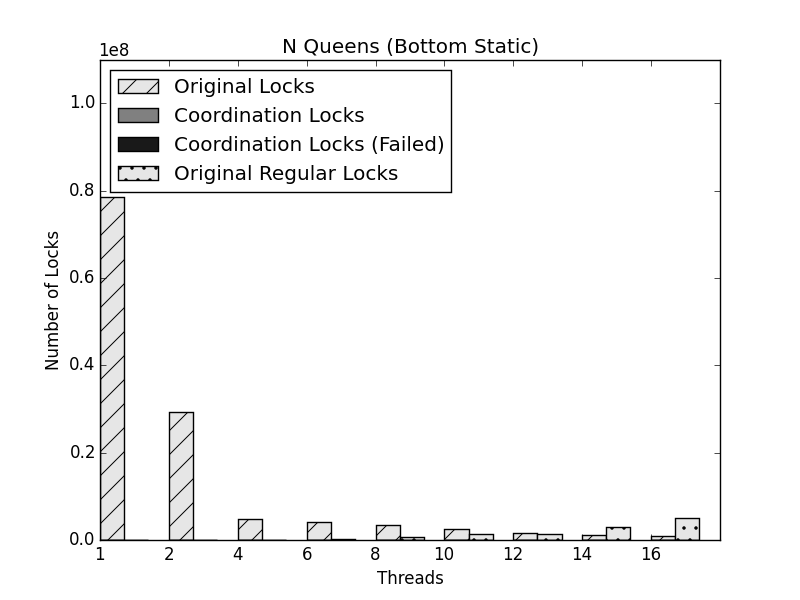 N Queens (Bottom Static)
1e8
Original Locks
Coordination Locks
Coordination Locks (Failed)
Original Regular Locks
1.0
0.8
0.6
0.4
0.2
0.0
Number of Locks
1 2 4 6 8 10 12 14 16
Threads